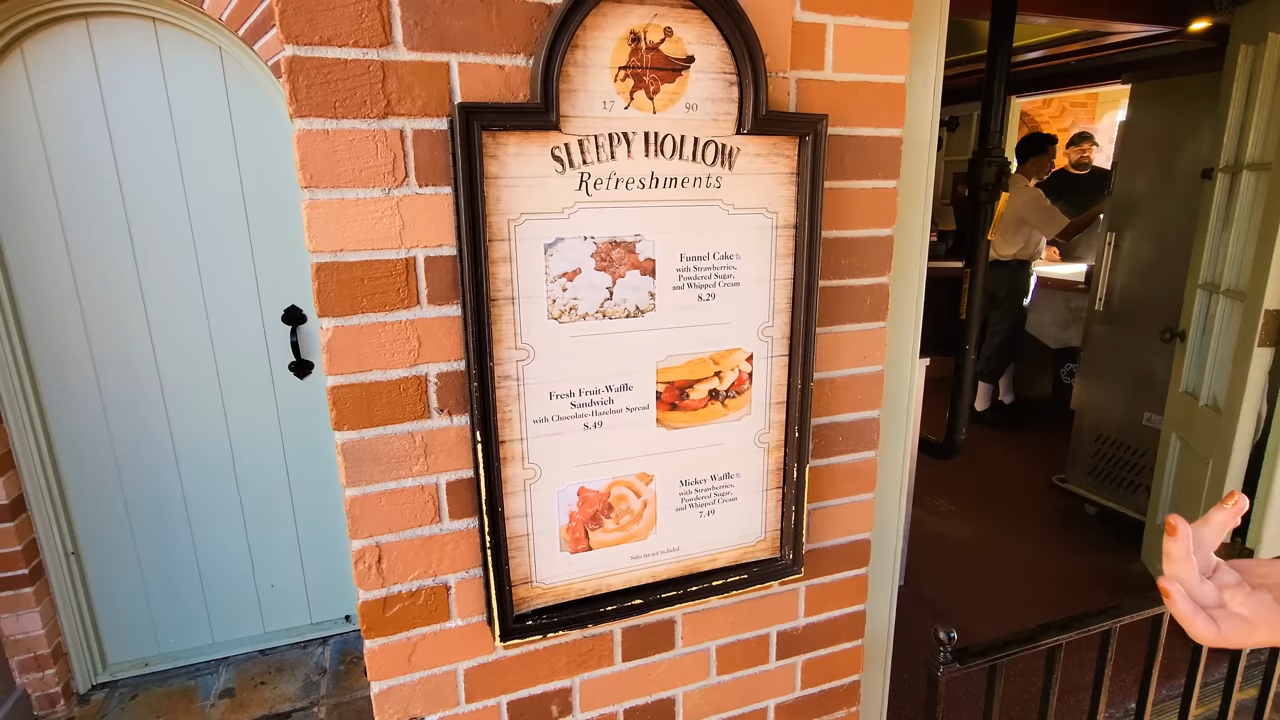 17 90
SLEEPY HOLLOW
Refreshments
Funnel Cake
with Strawberries,
Powdered Sugar,
and Whipped Cream
8.29
Fresh Fruit-Waffle
Sandwich
with Chocolate-Hazelnut Spread
8.49
Mickey Waffle
with Strawberries,
Powdered Sugar,
and Whipped Cream
7.49
Sales tax not included.